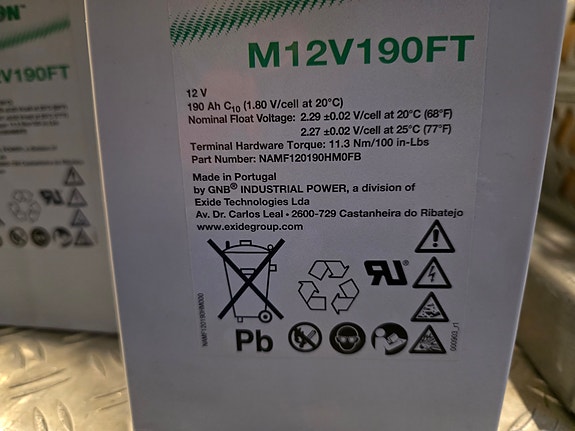 ON™
V190FT
M12V190FT
12 V
190 Ah C10 (1.80 V/cell at 20°C)
Nominal Float Voltage: 2.29 ±0.02 V/cell at 20°C (68°F)
2.27 ±0.02 V/cell at 25°C (77°F)
Terminal Hardware Torque: 11.3 Nm/100 in-Lbs
Part Number: NAMF120190HM0FB
Made in Portugal
by GNB® INDUSTRIAL POWER, a division of
Exide Technologies Lda
Av. Dr. Carlos Leal • 2600-729 Castanheira do Ribatejo
www.exidegroup.com
Pb
000903_r1